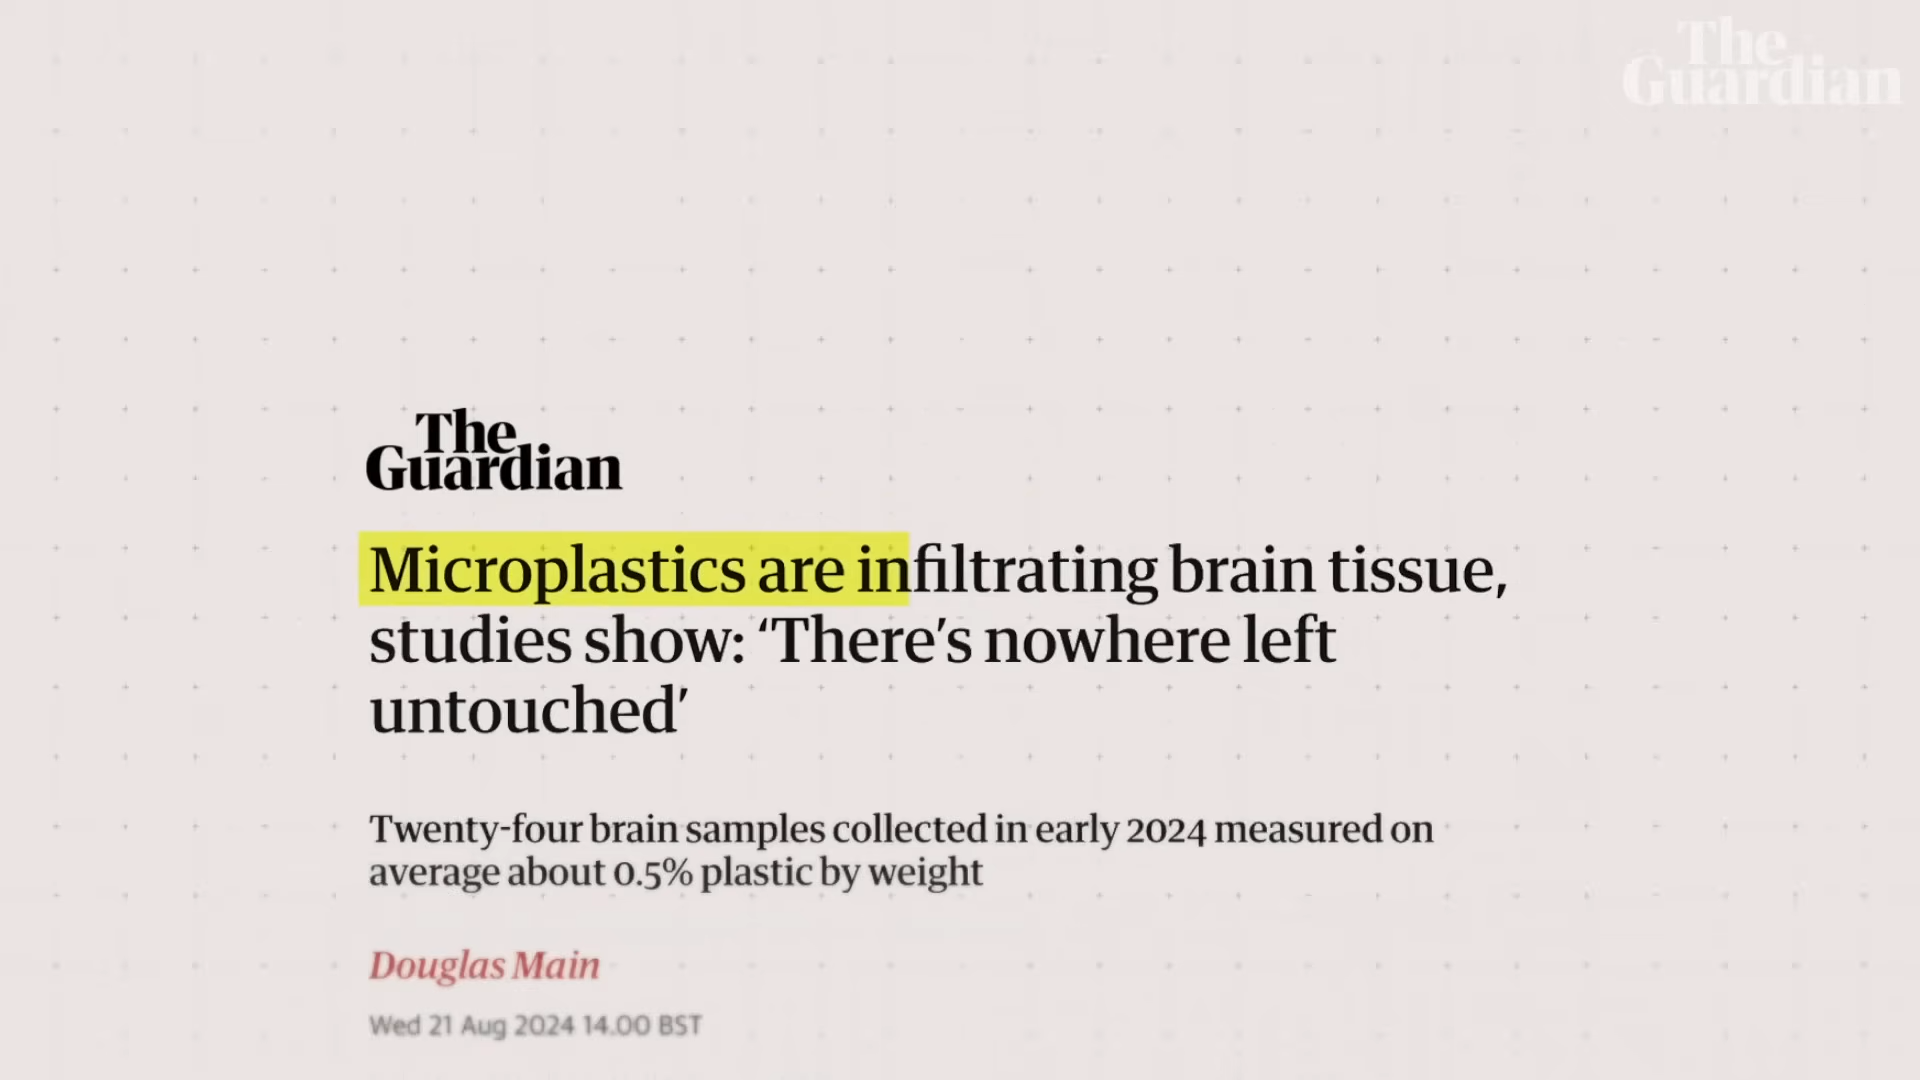 The
Guardian
The
Guardian
Microplastics are infiltrating brain tissue,
studies show: ‘There’s nowhere left
untouched’
Twenty-four brain samples collected in early 2024 measured on
average about 0.5% plastic by weight
Douglas Main
Wed 21 Aug 2024 14.00 BST